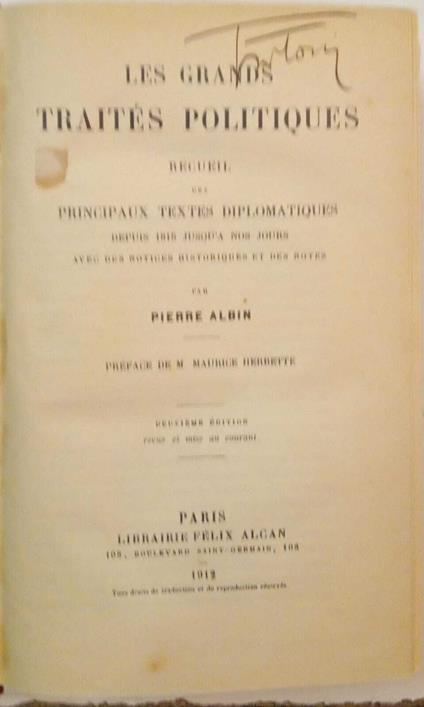 LES GRANDS
TRAITÉS POLITIQUES
RECUEIL
DES
PRINCIPAUX TEXTES DIPLOMATIQUES
DEPUIS 1815 JUSQU'A NOS JOURS
AVEC DES NOTICES HISTORIQUES ET DES NOTES
PAR
PIERRE ALBIN
PRÉFACE DE M. MAURICE HERBETTE
DEUXIÈME ÉDITION
revue et mise au courant
PARIS
LIBRAIRIE FÉLIX ALCAN
108, BOULEVARD SAINT-GERMAIN, 108
1912
Tous droits de traduction et de reproduction réservés.